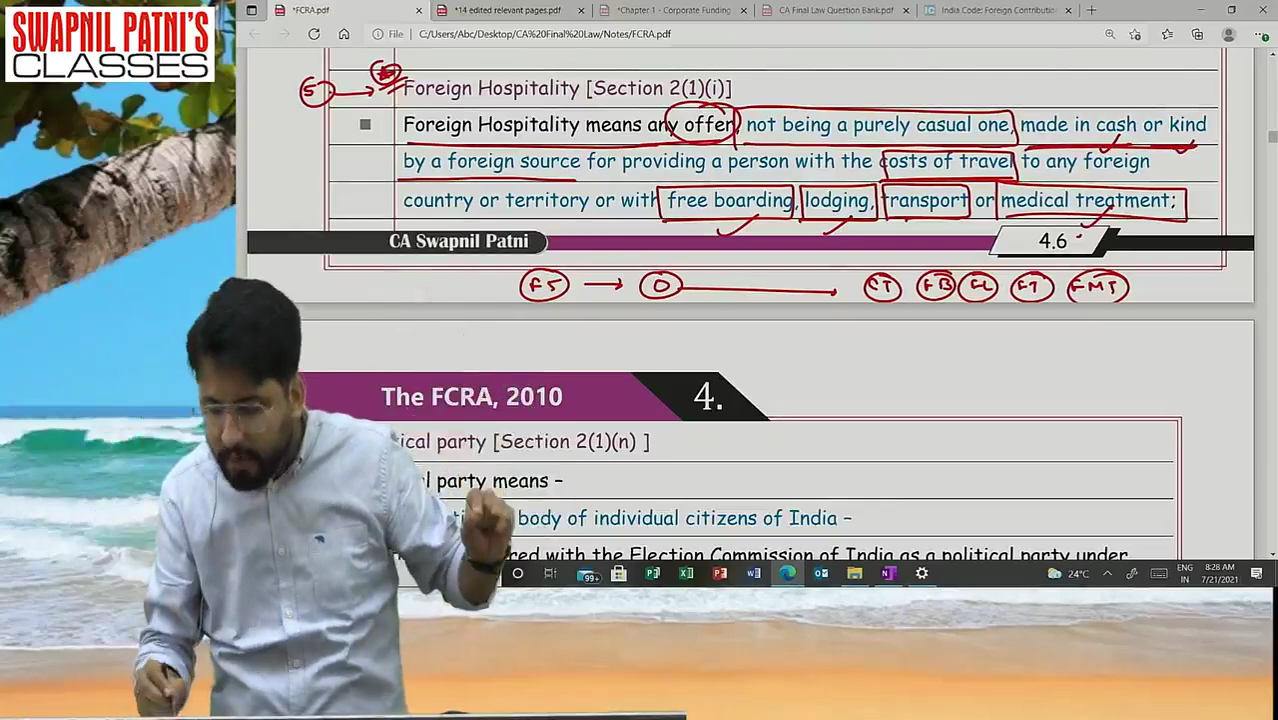 SWAPNIL PATNI'S
CLASSES
*FCRA.pdf
*14 edited relevant pages.pdf
*Chapter 1 - Corporate Funding
CA Final Law Question Bank.pdf
India Code: Foreign Contributio
File
C:/Users/Abc/Desktop/CA%20Final%20Law/Notes/FCRA.pdf
5
Foreign Hospitality [Section 2(1)(i)]
Foreign Hospitality means any offer, not being a purely casual one, made in cash or kind
by a foreign source for providing a person with the costs of travel to any foreign
country or territory or with free boarding, lodging, transport or medical treatment;
CA Swapnil Patni
4.6
FS O CT FB FL FT FMT
The FCRA, 2010
4.
ical party [Section 2(1)(n) ]
party means –
body of individual citizens of India –
red with the Election Commission of India as a political party under
99+
24°C
ENG
IN
8:28 AM
7/21/2021